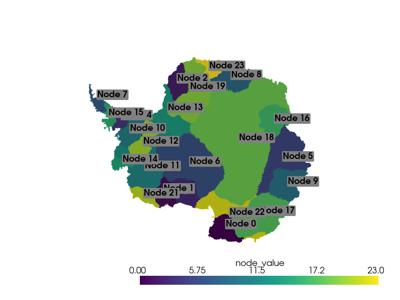 Node 23
Node 2
Node 8
Node 19
Node 7
Node 13
Node 15
4
Node 16
Node 10
Node 18
Node 12
Node 5
Node 14
Node 11
Node 6
Node 9
Node 1
Node 21
Node 22
ode 17
Node 0
node_value
0.00 5.75 11.5 17.2 23.0